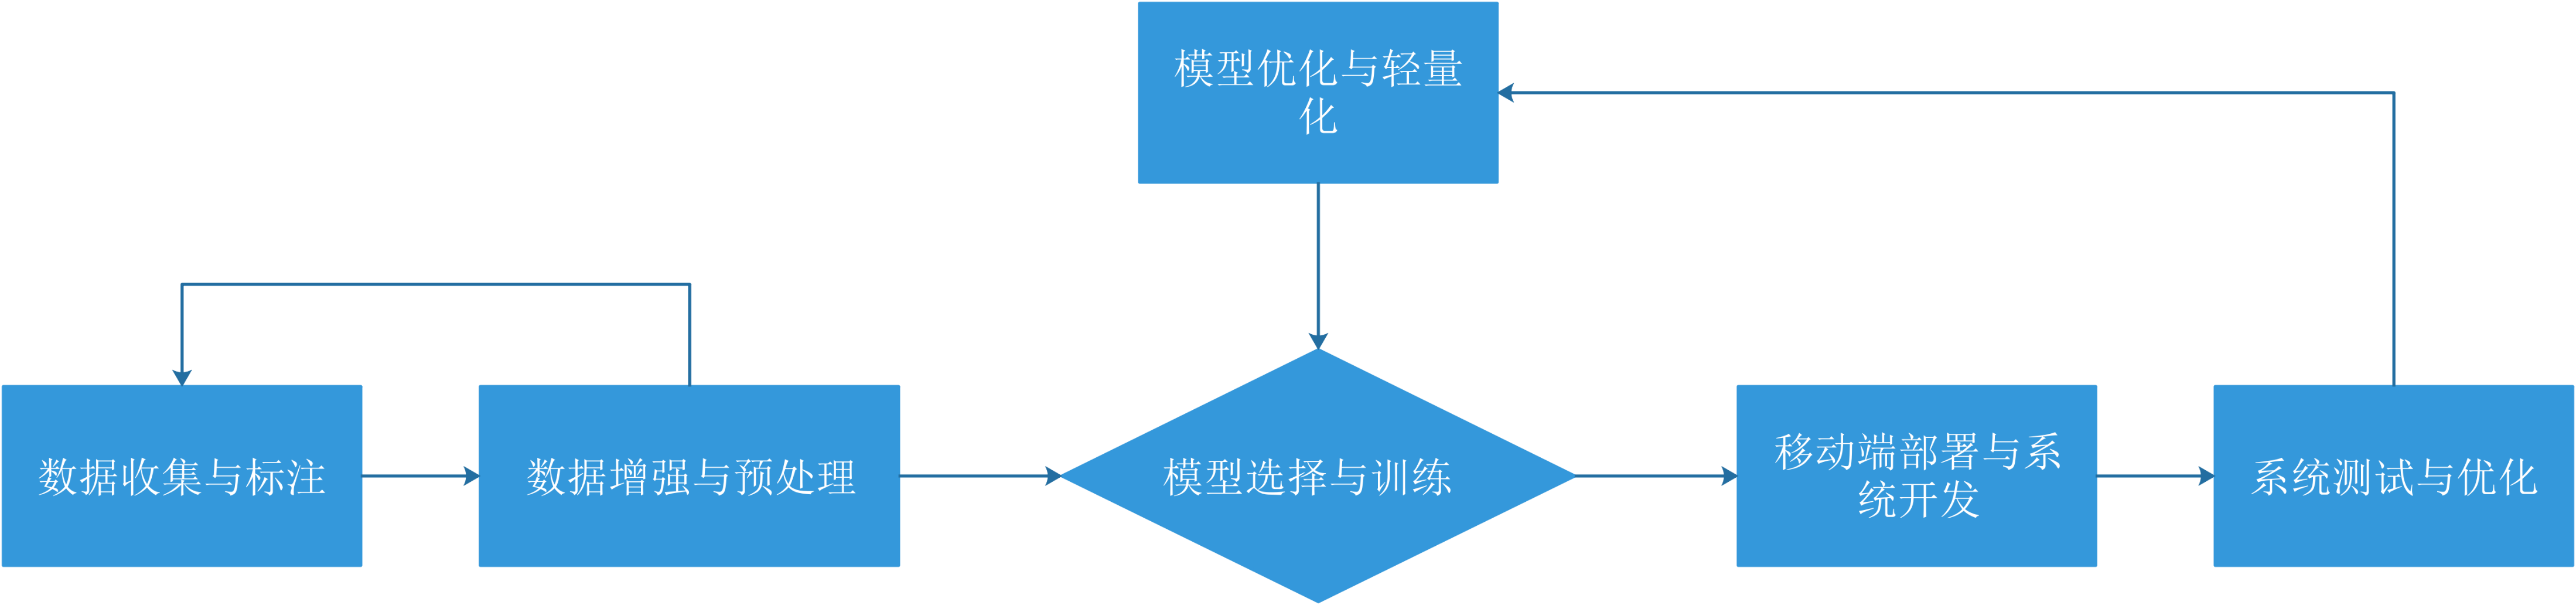 模型优化与轻量
化
数据收集与标注
数据增强与预处理
模型选择与训练
移动端部署与系
统开发
系统测试与优化